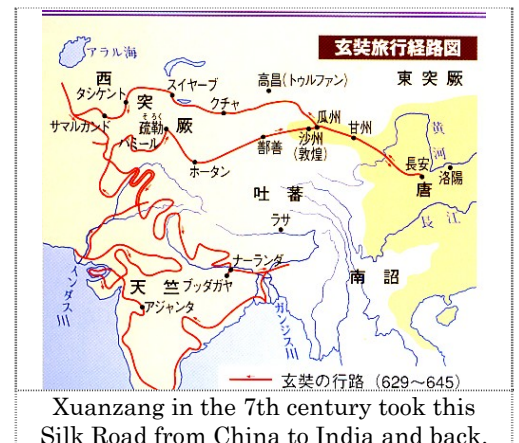 玄奘旅行経路図
アラル海
西
突
厥
タシケント
スイヤーブ
高昌(トゥルファン)
東突厥
クチャ
サマルカンド
そろく
疏勒
パミール
瓜州
沙州
(敦煌)
甘州
鄯善
ホータン
黄
河
長安
洛陽
唐
吐蕃
長江
ラサ
ナーランダ
南詔
インダス川
天竺
ブッダガヤ
アジャンタ
ガンジス川
玄奘の行路(629～645)
Xuanzang in the 7th century took this
Silk Road from China to India and back.